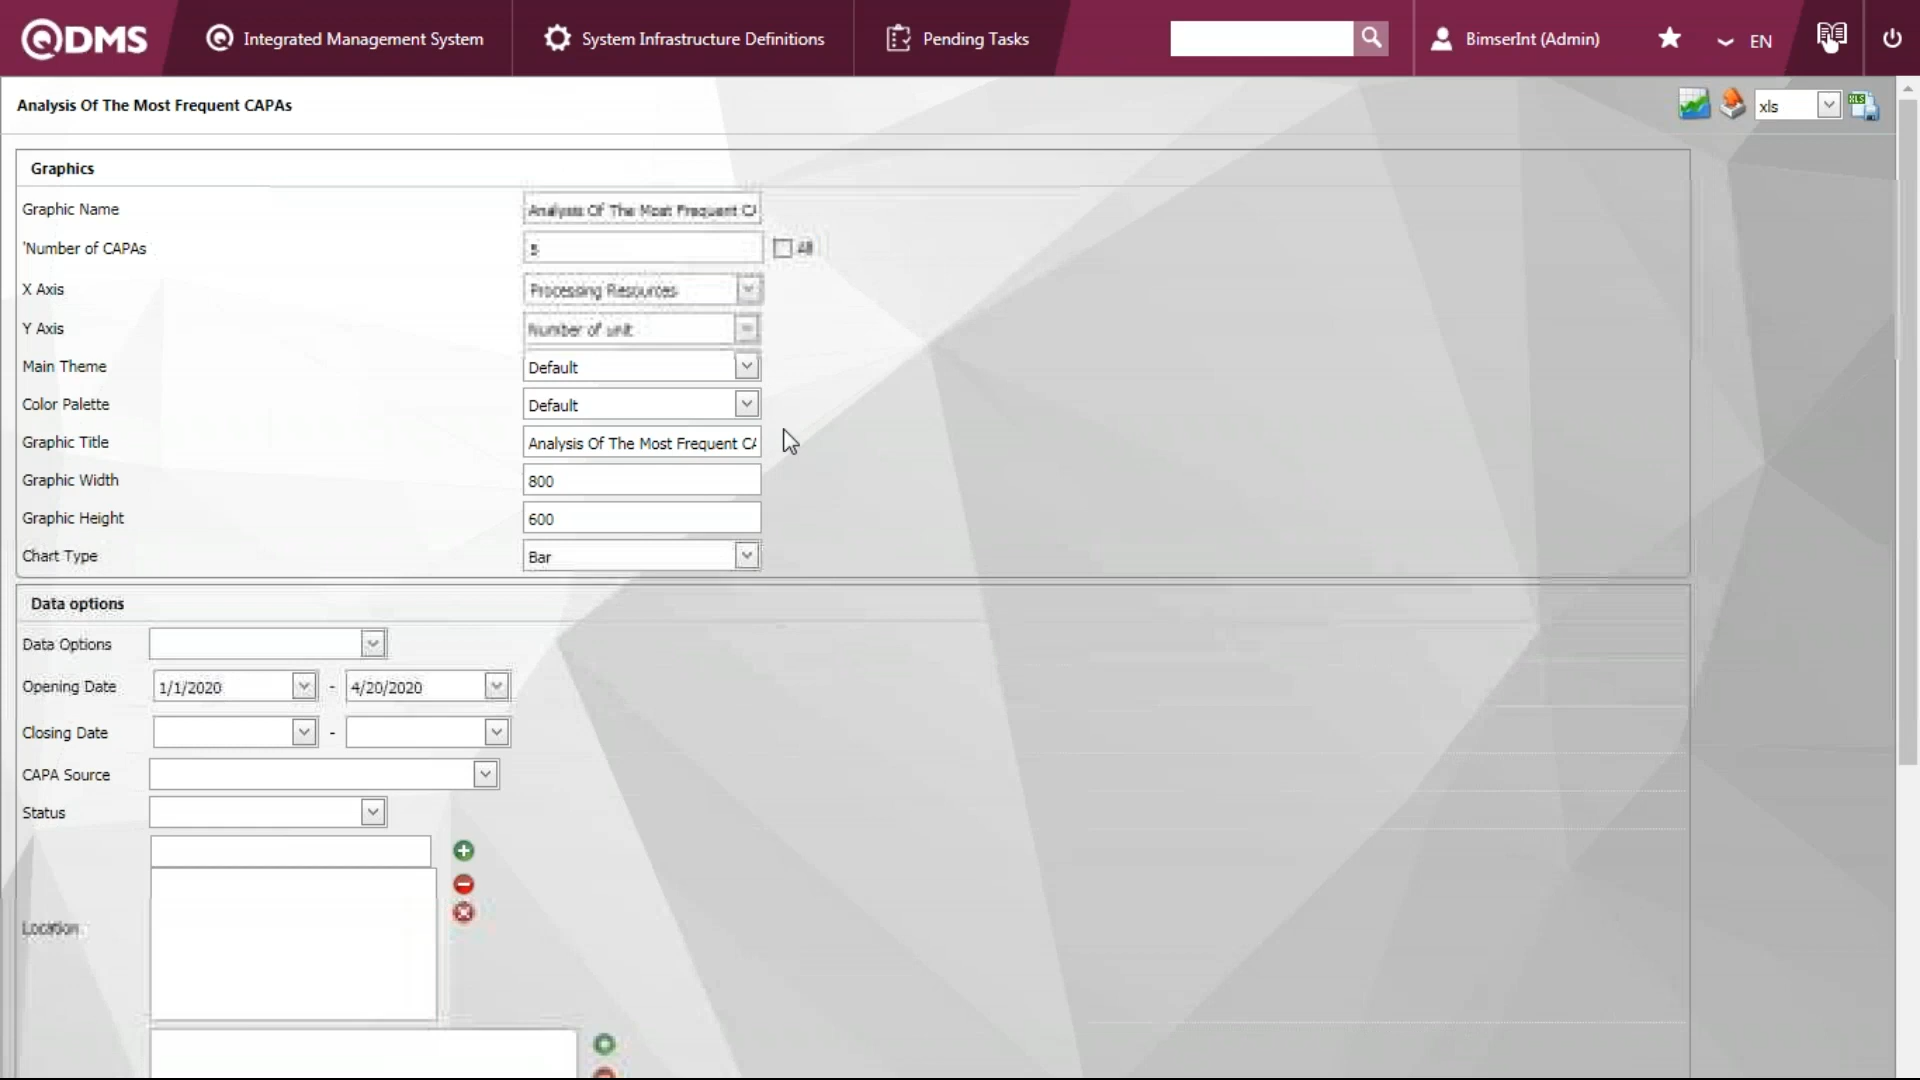 QDMS
Integrated Management System
System Infrastructure Definitions
Pending Tasks
BimserInt (Admin)
EN
Analysis Of The Most Frequent CAPAs
xls
XLS
Graphics
Graphic Name
Analysis Of The Most Frequent CA
'Number of CAPAs
5
All
X Axis
Processing Resources
Y Axis
Number of unit
Main Theme
Default
Color Palette
Default
Graphic Title
Analysis Of The Most Frequent CA
Graphic Width
800
Graphic Height
600
Chart Type
Bar
Data options
Data Options
Opening Date
1/1/2020 - 4/20/2020
Closing Date
-
CAPA Source
Status
Location